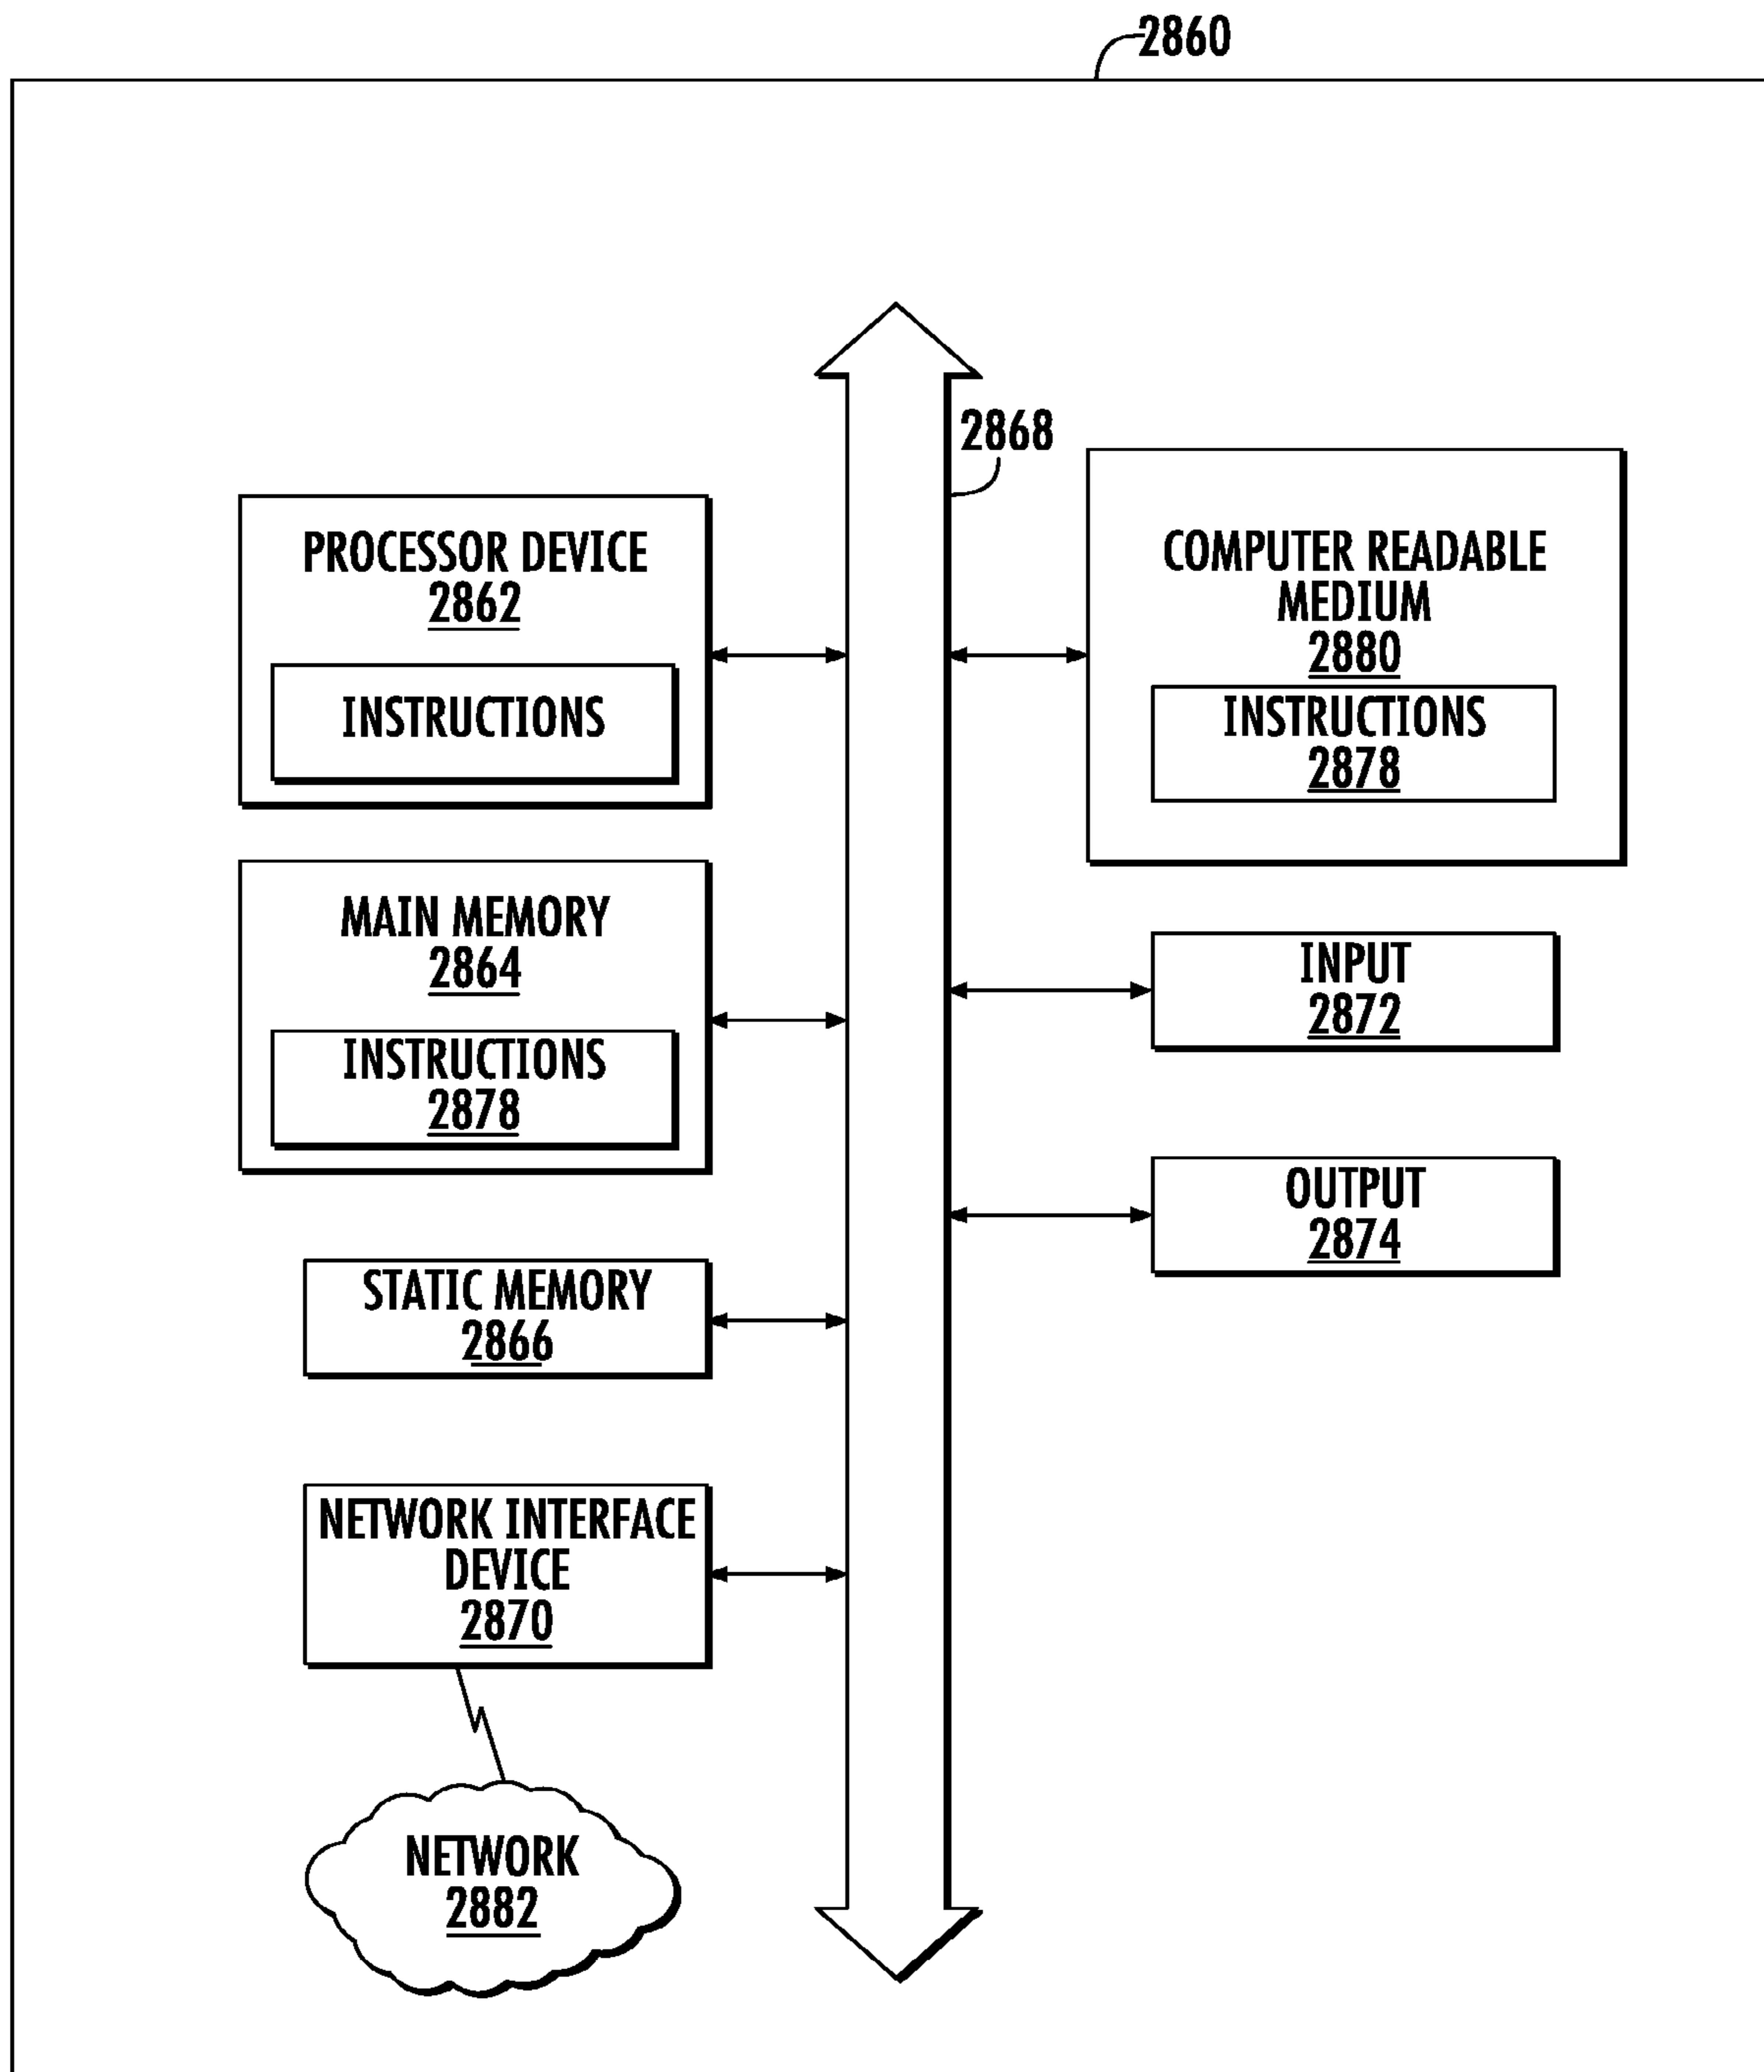 2860
2868
PROCESSOR DEVICE
2862
INSTRUCTIONS
COMPUTER READABLE
MEDIUM
2880
INSTRUCTIONS
2878
MAIN MEMORY
2864
INSTRUCTIONS
2878
INPUT
2872
OUTPUT
2874
STATIC MEMORY
2866
NETWORK INTERFACE
DEVICE
2870
NETWORK
2882